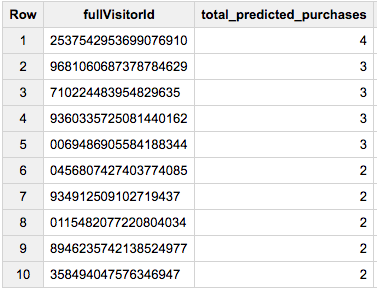 Row fullVisitorId total_predicted_purchases
1 2537542953699076910 4
2 9681060687378784629 3
3 710224483954829635 3
4 9360335725081440162 3
5 0069486905584188344 3
6 0456807427403774085 2
7 934912509102719437 2
8 0115482077220804034 2
9 8946235742138524977 2
10 358494047576346947 2